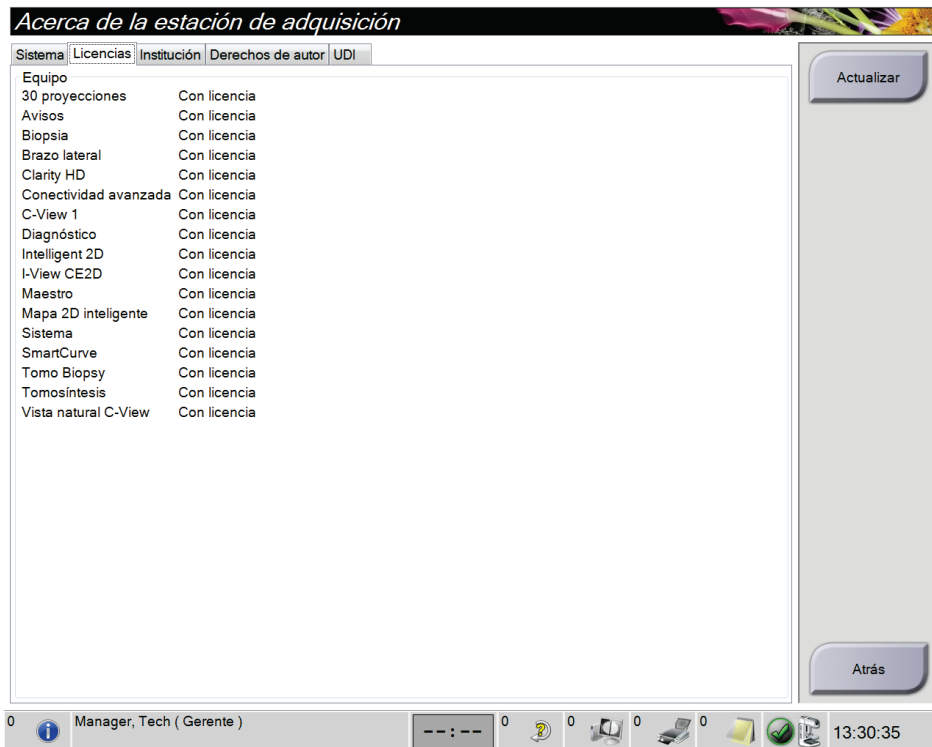 Acerca de la estación de adquisición
Sistema Licencias Institución Derechos de autor UDI
Actualizar
Equipo
30 proyecciones Con licencia
Avisos Con licencia
Biopsia Con licencia
Brazo lateral Con licencia
Clarity HD Con licencia
Conectividad avanzada Con licencia
C-View 1 Con licencia
Diagnóstico Con licencia
Intelligent 2D Con licencia
I-View CE2D Con licencia
Maestro Con licencia
Mapa 2D inteligente Con licencia
Sistema Con licencia
SmartCurve Con licencia
Tomo Biopsy Con licencia
Tomosíntesis Con licencia
Vista natural C-View Con licencia
Atrás
0 Manager, Tech ( Gerente ) --:-- 0 0 0 0 13:30:35